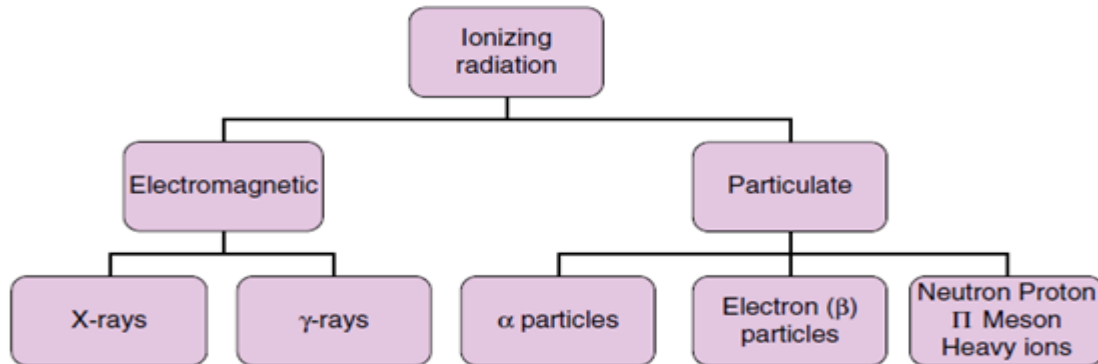 Ionizing
radiation
Electromagnetic
Particulate
X-rays
γ-rays
α particles
Electron (β)
particles
Neutron Proton
Π Meson
Heavy ions